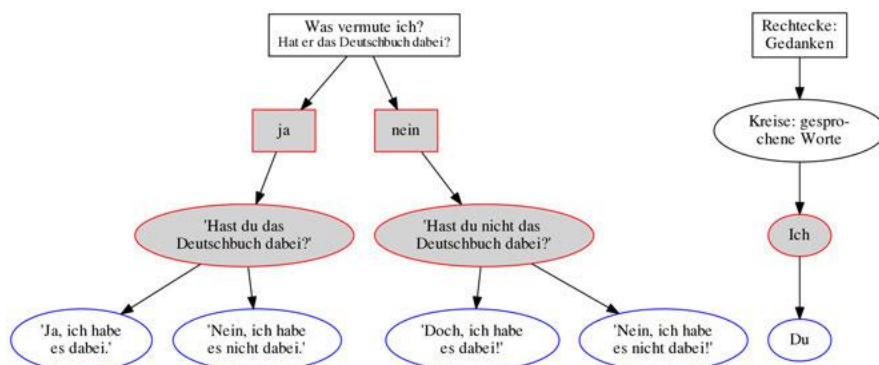 Was vermute ich?
Hat er das Deutschbuch dabei?
ja
nein
'Hast du das
Deutschbuch dabei?'
'Hast du nicht das
Deutschbuch dabei?'
'Ja, ich habe
es dabei.'
'Nein, ich habe
es nicht dabei.'
'Doch, ich habe
es dabei!'
'Nein, ich habe
es nicht dabei!'
Rechtecke:
Gedanken
Kreise: gespro-
chene Worte
Ich
Du